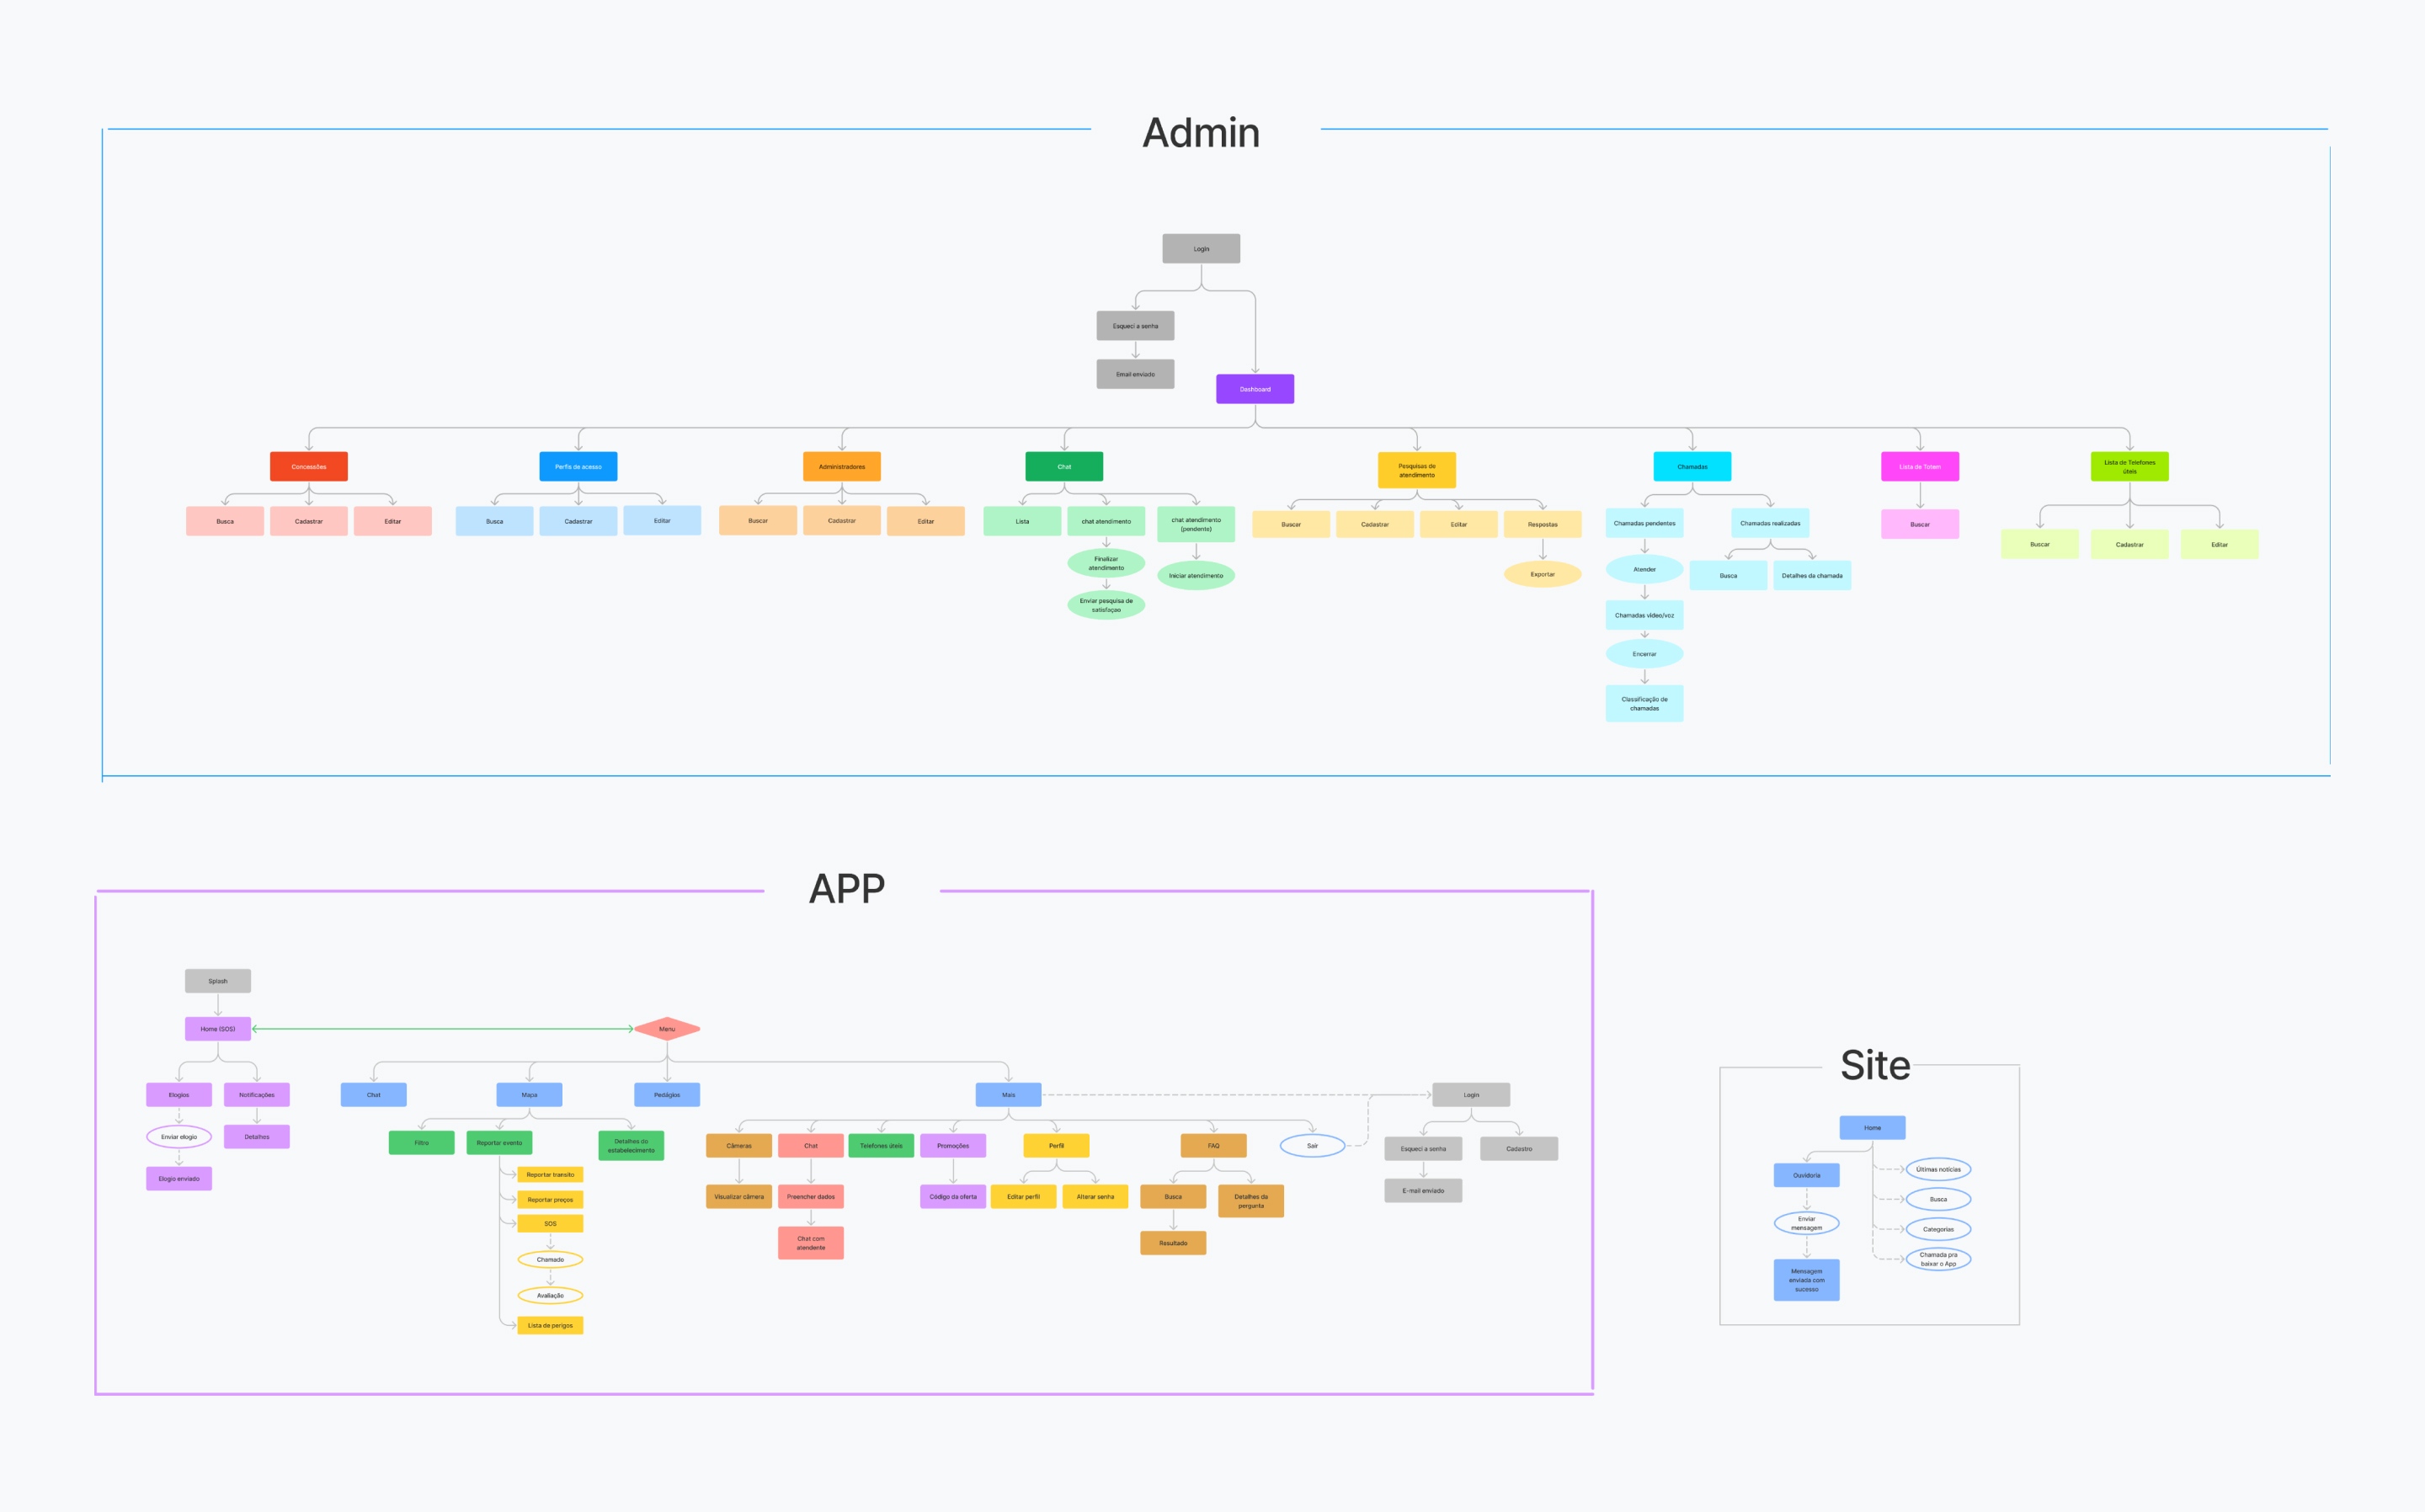 Admin
Login
Esqueci a senha
Email enviado
Dashboard
Concessões
Perfis de acesso
Administradores
Chat
Pesquisas de
atendimento
Chamadas
Lista de Totem
Lista de Telefones
úteis
Busca
Cadastrar
Editar
Busca
Cadastrar
Editar
Buscar
Cadastrar
Editar
Lista
chat atendimento
chat atendimento
(pendente)
Finalizar
atendimento
Iniciar atendimento
Enviar pesquisa de
satisfaçao
Buscar
Cadastrar
Editar
Respostas
Exportar
Chamadas pendentes
Chamadas realizadas
Atender
Busca
Detalhes da chamada
Chamadas vídeo/voz
Encerrar
Classificação de
chamadas
Buscar
Buscar
Cadastrar
Editar
APP
Splash
Home (SOS)
Menu
Elogios
Notificações
Chat
Mapa
Pedágios
Mais
Login
Enviar elogio
Detalhes
Elogio enviado
Filtro
Reportar evento
Detalhes do
estabelecimento
Reportar transito
Reportar preços
SOS
Chamado
Avaliação
Lista de perigos
Câmeras
Chat
Telefones úteis
Promoções
Perfil
FAQ
Sair
Esqueci a senha
Cadastro
Visualizar câmera
Preencher dados
Código da oferta
Editar perfil
Alterar senha
Busca
Detalhes da
pergunta
E-mail enviado
Chat com
atendente
Resultado
Site
Home
Ouvidoria
Últimas notícias
Busca
Enviar
mensagem
Categorias
Chamada pra
baixar o App
Mensagem
enviada com
sucesso